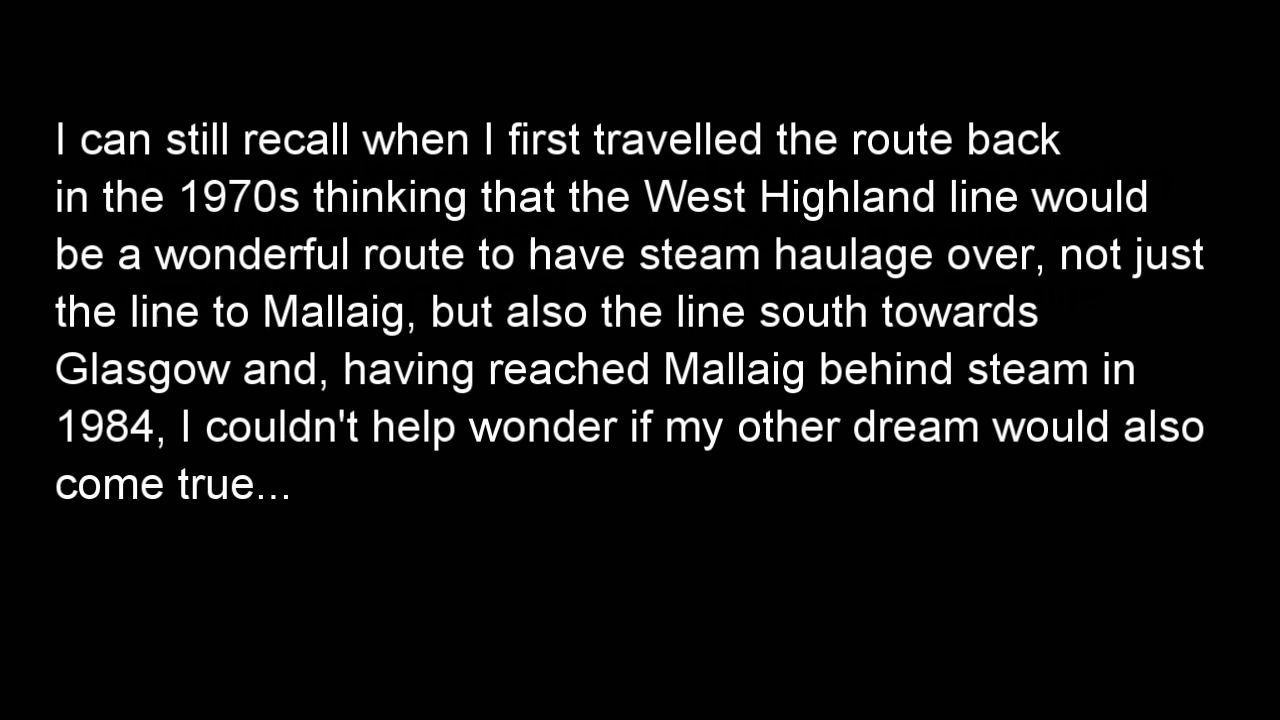 I can still recall when I first travelled the route back
in the 1970s thinking that the West Highland line would
be a wonderful route to have steam haulage over, not just
the line to Mallaig, but also the line south towards
Glasgow and, having reached Mallaig behind steam in
1984, I couldn't help wonder if my other dream would also
come true...